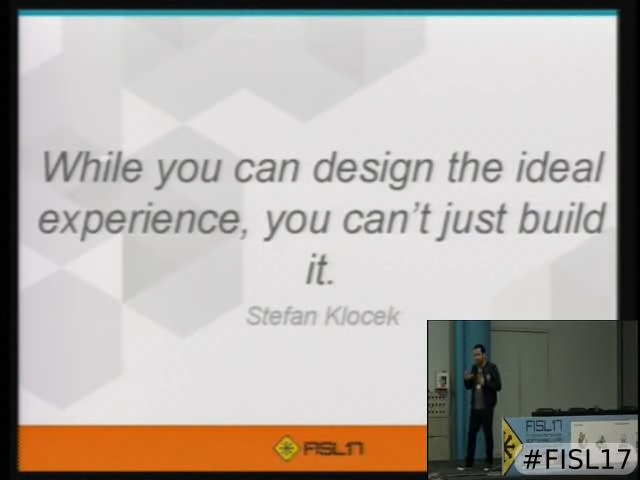 While you can design the ideal
experience, you can't just build
it.
Stefan Klocek
FISL17
FISL17
#FISL17